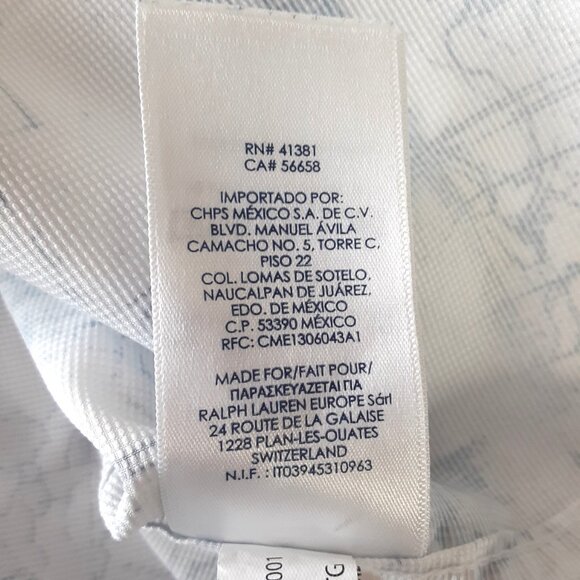 RN# 41381
CA# 56658
IMPORTADO POR:
CHPS MÉXICO S.A. DE C.V.
BLVD. MANUEL ÁVILA
CAMACHO NO. 5, TORRE C,
PISO 22
COL. LOMAS DE SOTELO,
NAUCALPAN DE JUÁREZ,
EDO. DE MÉXICO
C.P. 53390 MÉXICO
RFC: CME1306043A1
MADE FOR/FAIT POUR/
ΠΑΡΑΣΚΕΥΑΖΕΤΑΙ ΓΙΑ
RALPH LAUREN EUROPE Sárl
24 ROUTE DE LA GALAISE
1228 PLAN-LES-OUATES
SWITZERLAND
N.I.F. : IT03945310963